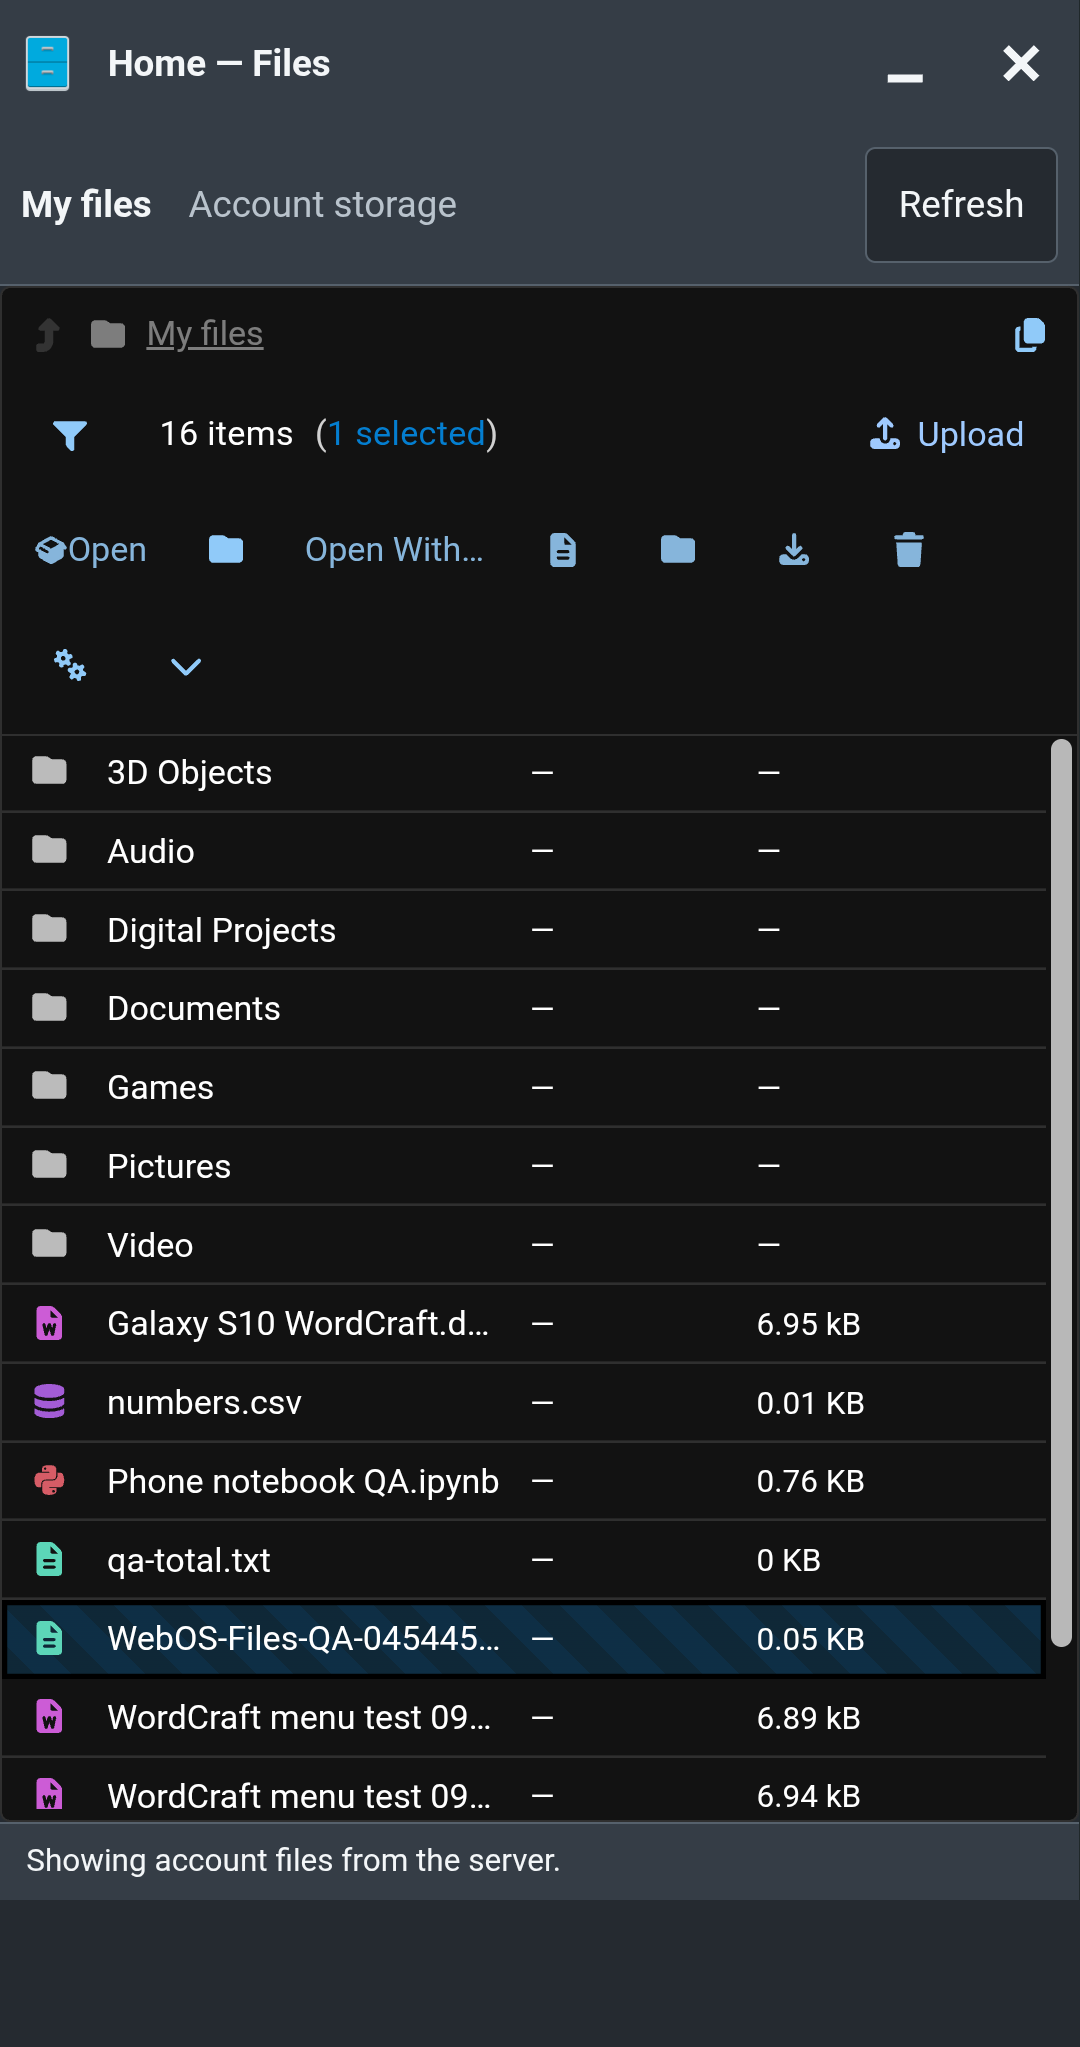 Home — Files
My files Account storage Refresh
My files
16 items (1 selected) Upload
Open Open With...
3D Objects — —
Audio — —
Digital Projects — —
Documents — —
Games — —
Pictures — —
Video — —
Galaxy S10 WordCraft.d... — 6.95 kB
numbers.csv — 0.01 KB
Phone notebook QA.ipynb — 0.76 KB
qa-total.txt — 0 KB
WebOS-Files-QA-045445... — 0.05 KB
WordCraft menu test 09... — 6.89 kB
WordCraft menu test 09... — 6.94 kB
Showing account files from the server.